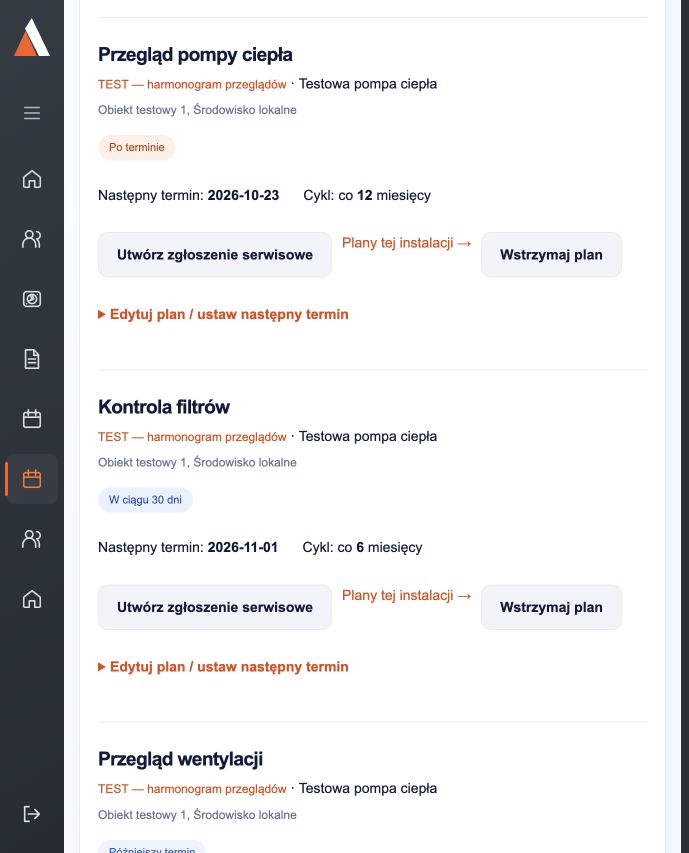 Przegląd pompy ciepła
TEST — harmonogram przeglądów · Testowa pompa ciepła
Obiekt testowy 1, Środowisko lokalne
Po terminie
Następny termin: 2026-10-23 Cykl: co 12 miesięcy
Utwórz zgłoszenie serwisowe Plany tej instalacji → Wstrzymaj plan
▶ Edytuj plan / ustaw następny termin
Kontrola filtrów
TEST — harmonogram przeglądów · Testowa pompa ciepła
Obiekt testowy 1, Środowisko lokalne
W ciągu 30 dni
Następny termin: 2026-11-01 Cykl: co 6 miesięcy
Utwórz zgłoszenie serwisowe Plany tej instalacji → Wstrzymaj plan
▶ Edytuj plan / ustaw następny termin
Przegląd wentylacji
TEST — harmonogram przeglądów · Testowa pompa ciepła
Obiekt testowy 1, Środowisko lokalne
Późniejszy termin